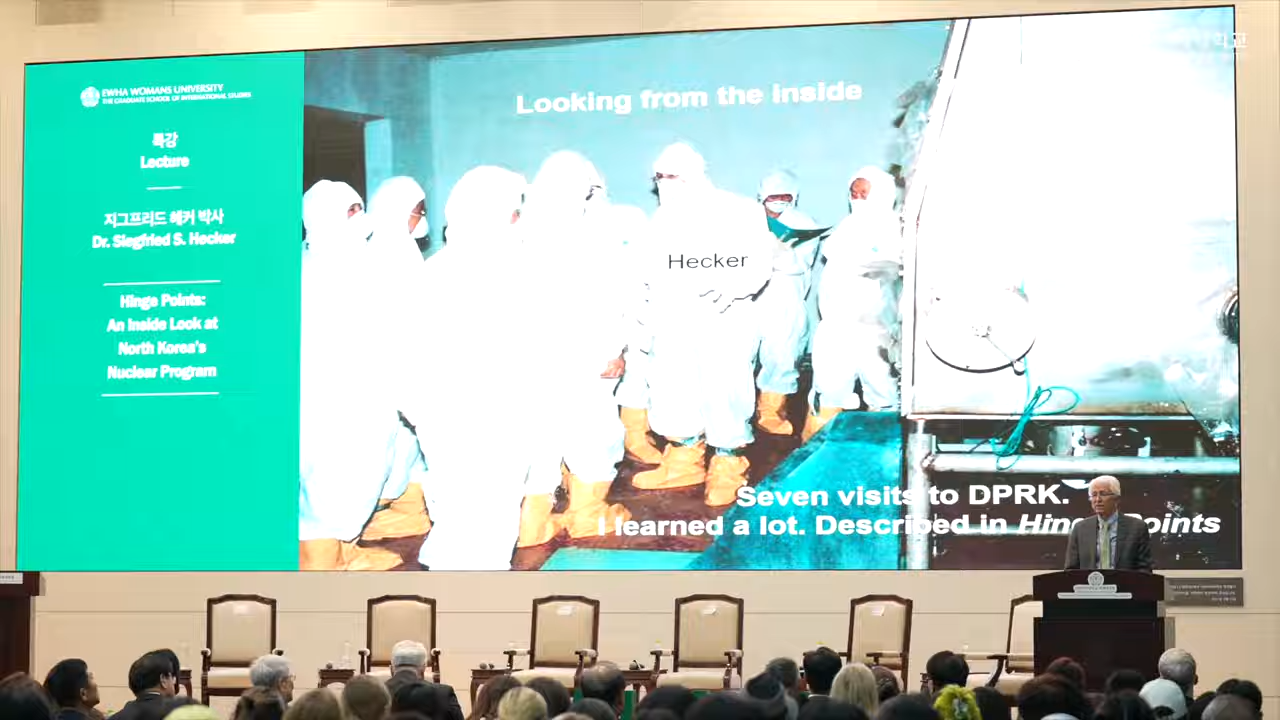 EWHA WOMANS UNIVERSITY
THE GRADUATE SCHOOL OF INTERNATIONAL STUDIES
특강
Lecture
지그프리드 헤커 박사
Dr. Siegfried S. Hecker
Hinge Points:
An Inside Look at
North Korea's
Nuclear Program
Looking from the inside
Hecker
Seven visits to DPRK.
I learned a lot. Described in Hinge Points